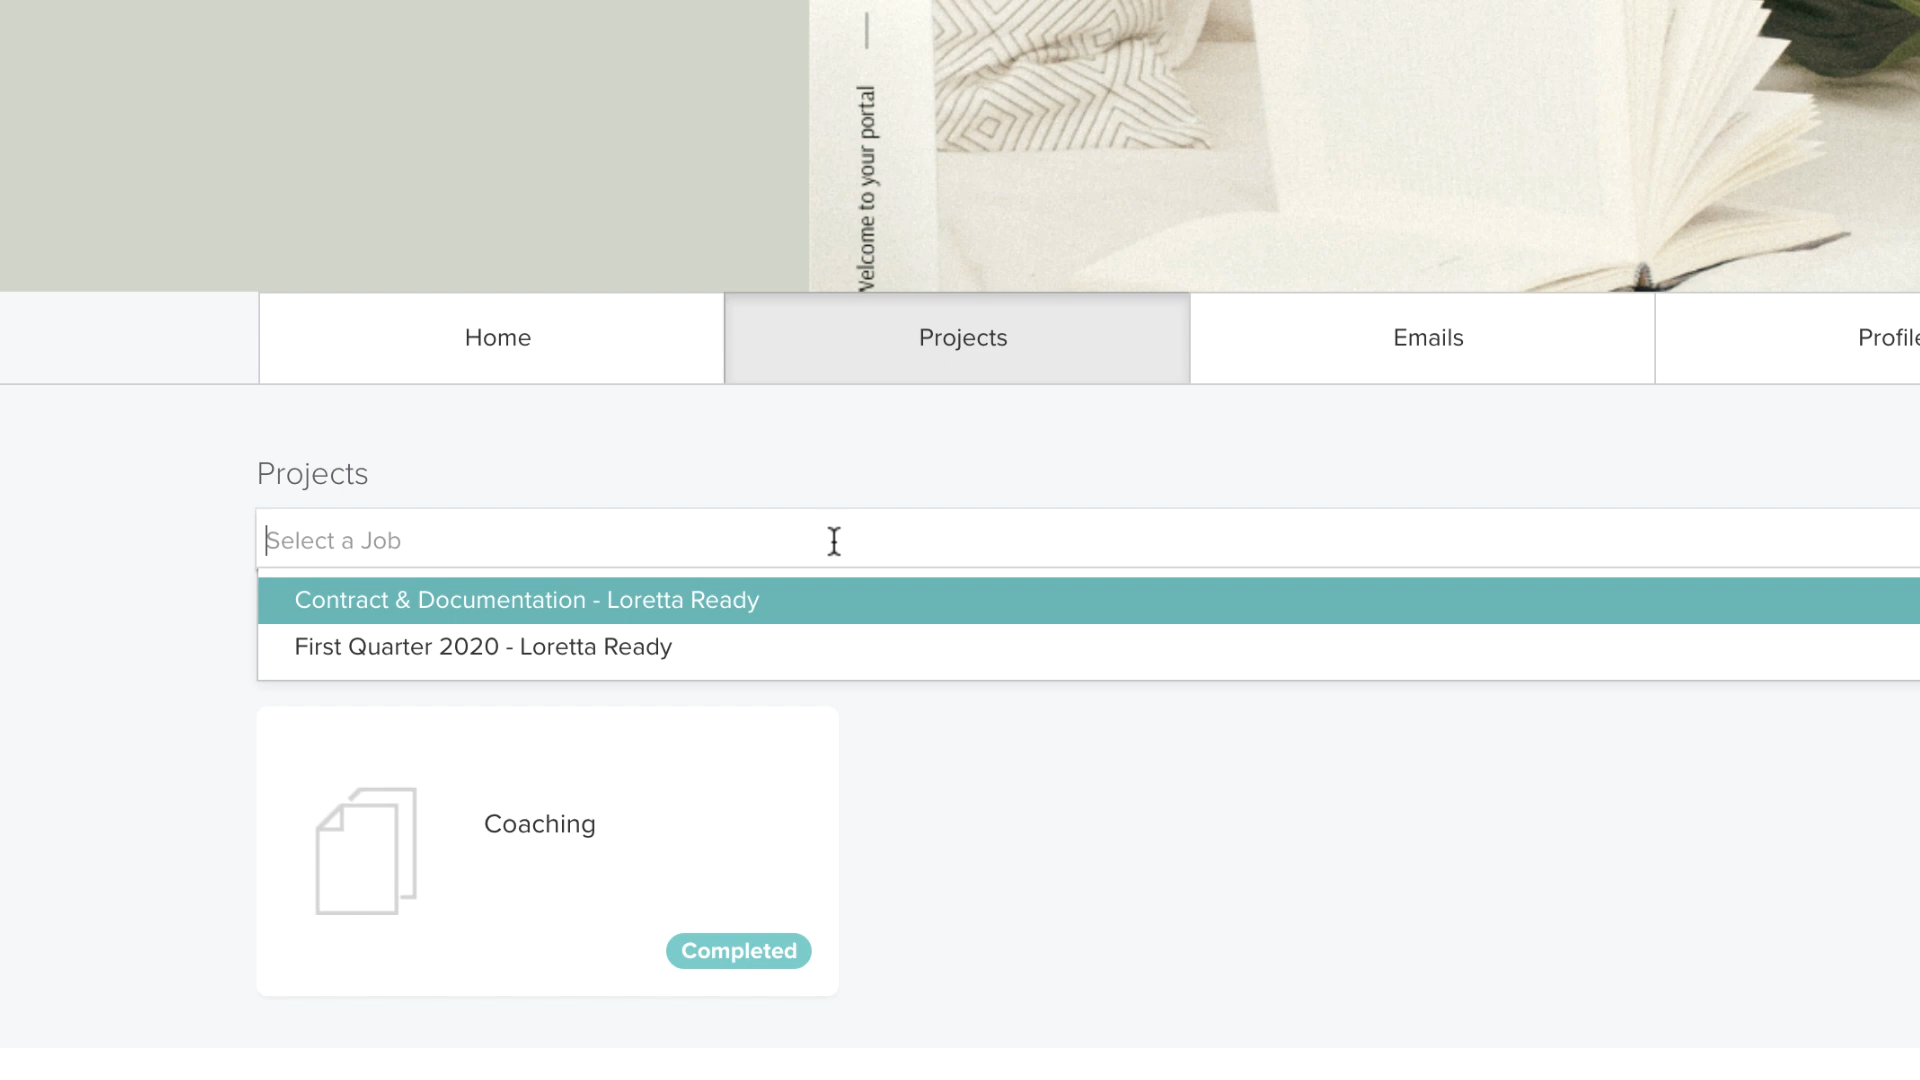 Welcome to your portal
Home
Projects
Emails
Profile
Projects
Select a Job
Contract & Documentation - Loretta Ready
First Quarter 2020 - Loretta Ready
Coaching
Completed